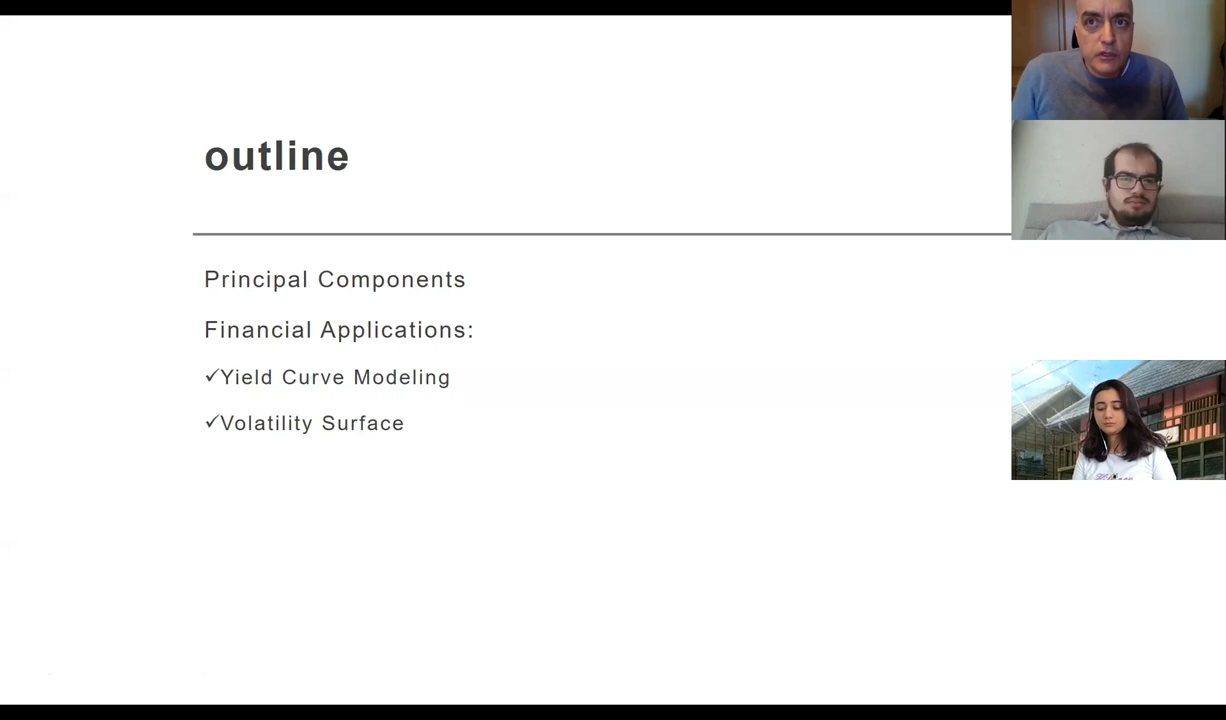 outline
Principal Components
Financial Applications:
✓Yield Curve Modeling
✓Volatility Surface